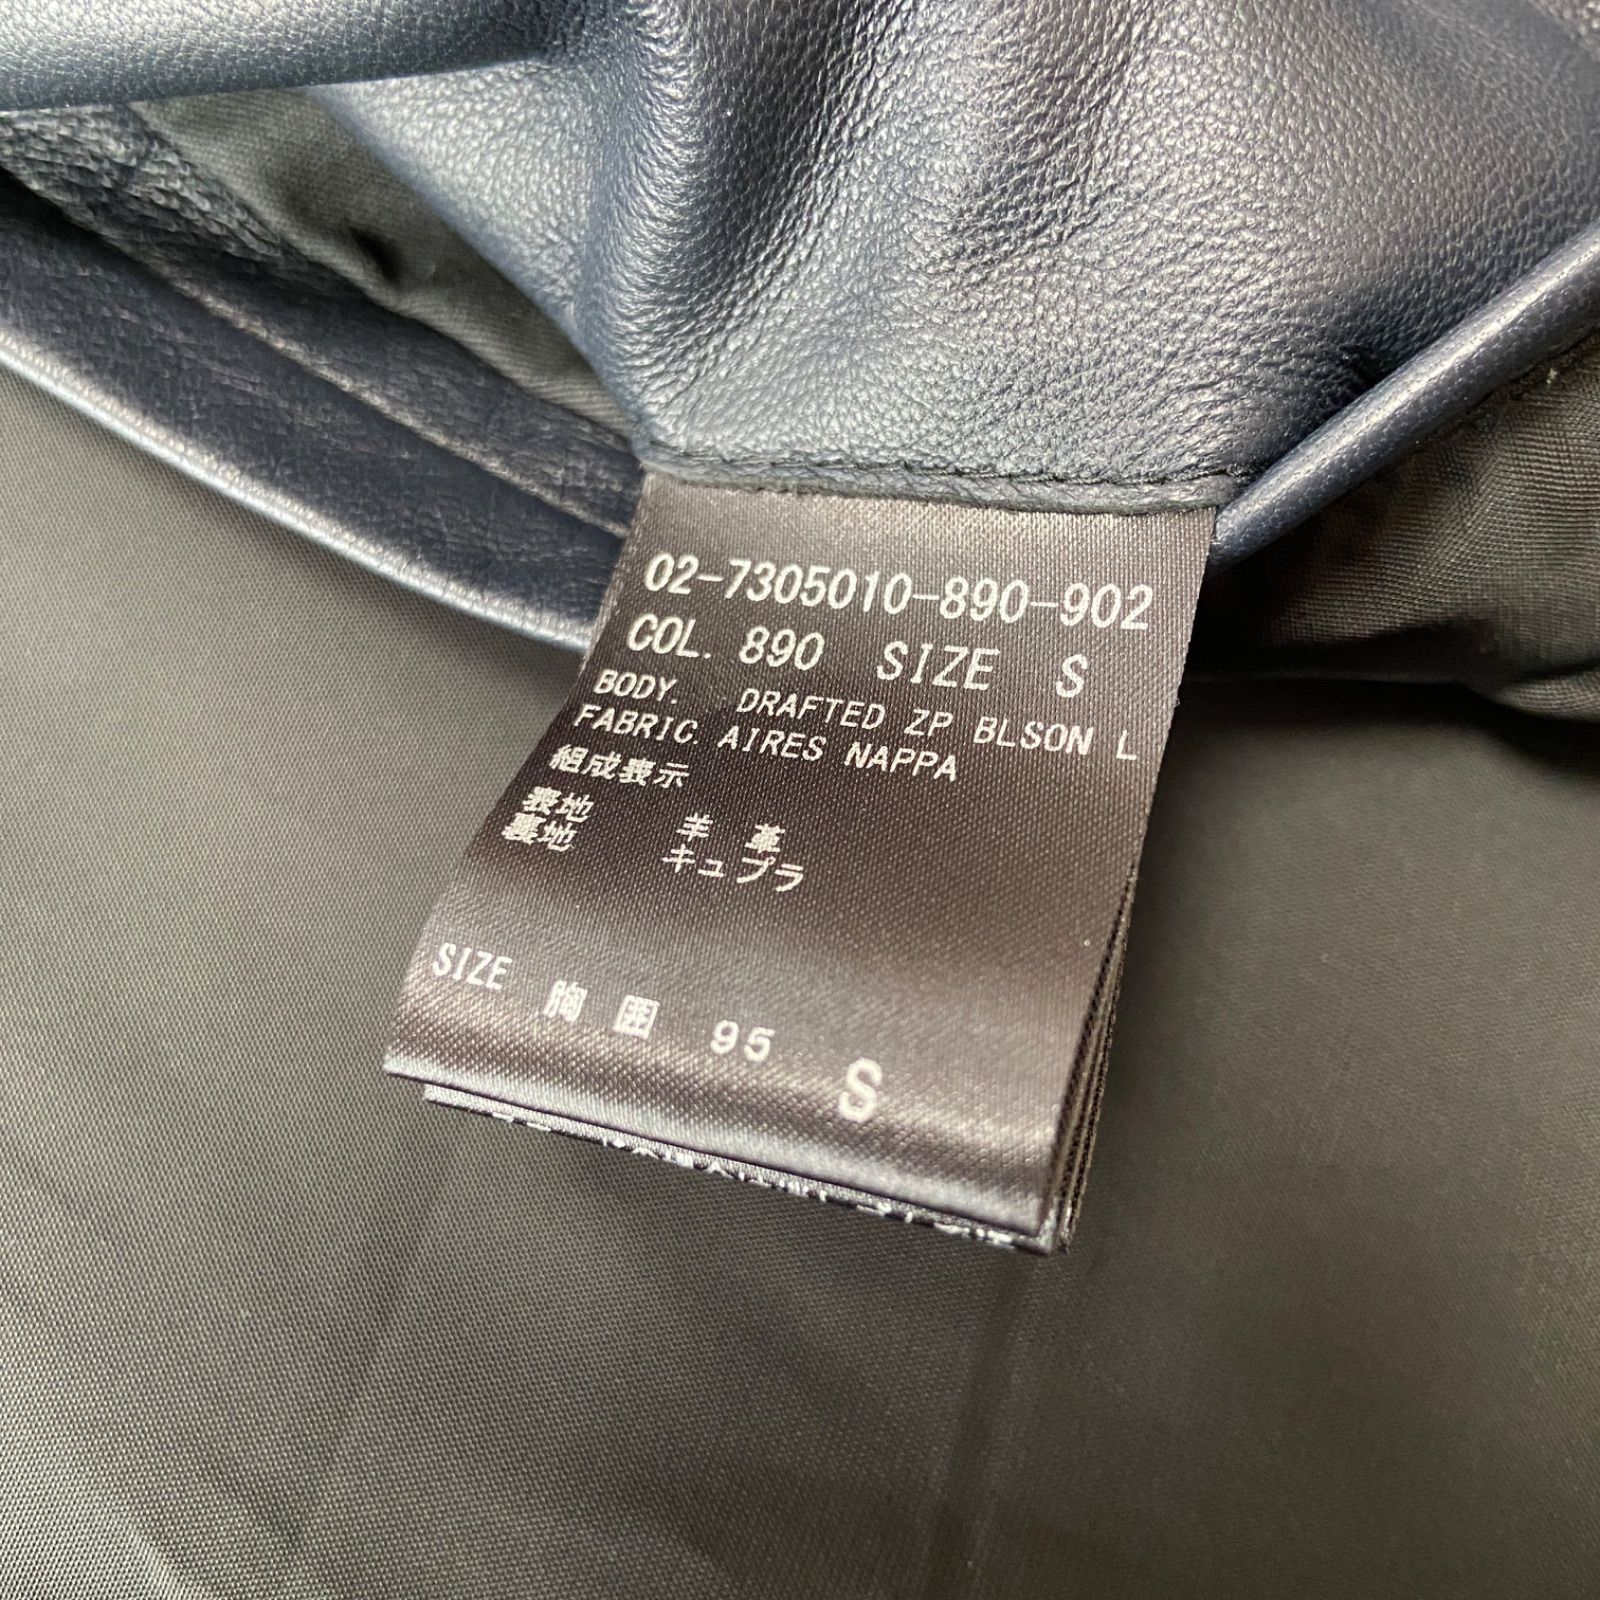 02-7305010-890-902
COL. 890 SIZE S
BODY. DRAFTED ZP BLSON L
FABRIC. AIRES NAPPA
組成表示
表地 羊革
裏地 キュプラ
SIZE 胸囲 95 S